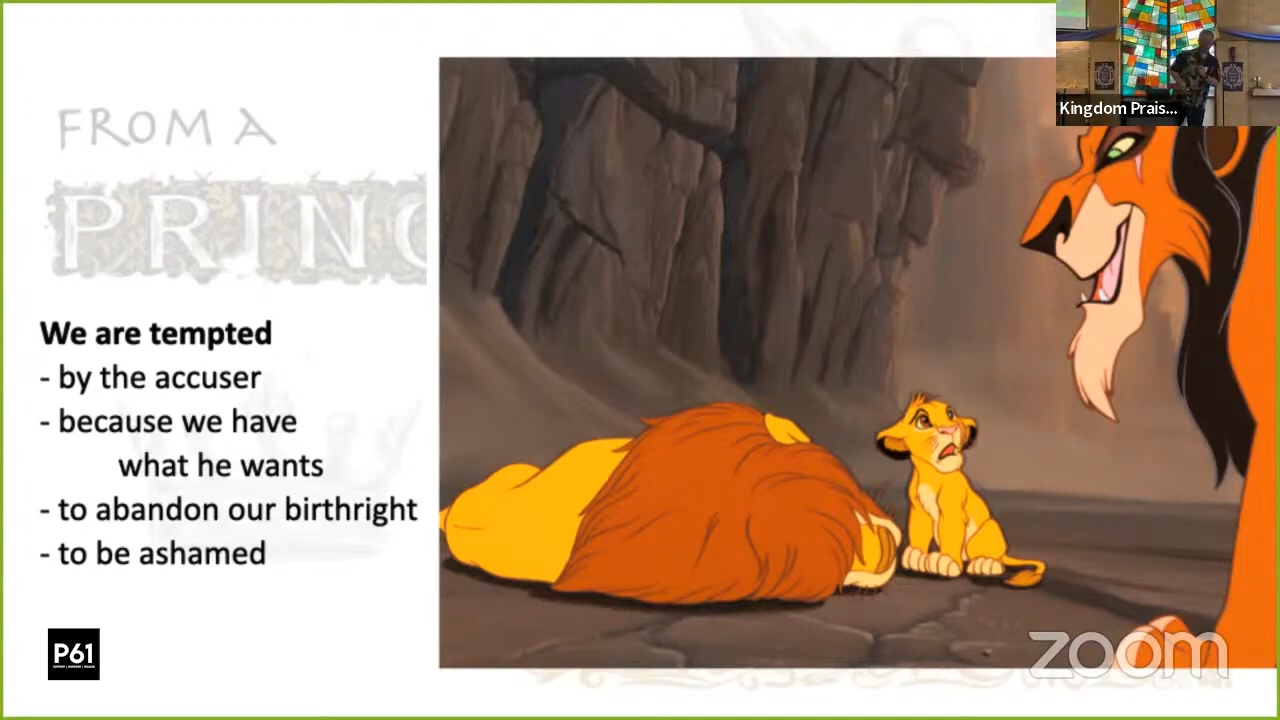 Kingdom Prais...
FROM A
PRINC
We are tempted
- by the accuser
- because we have
what he wants
- to abandon our birthright
- to be ashamed
P61
zoom